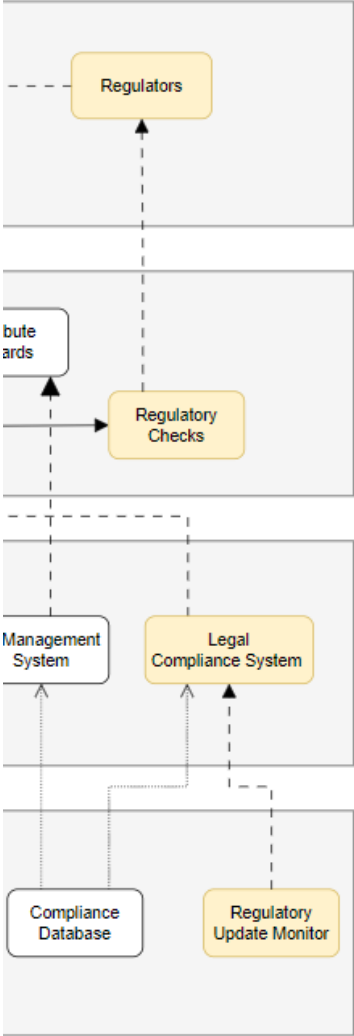 Regulators
bute
ards
Regulatory
Checks
Management
System
Legal
Compliance System
Compliance
Database
Regulatory
Update Monitor